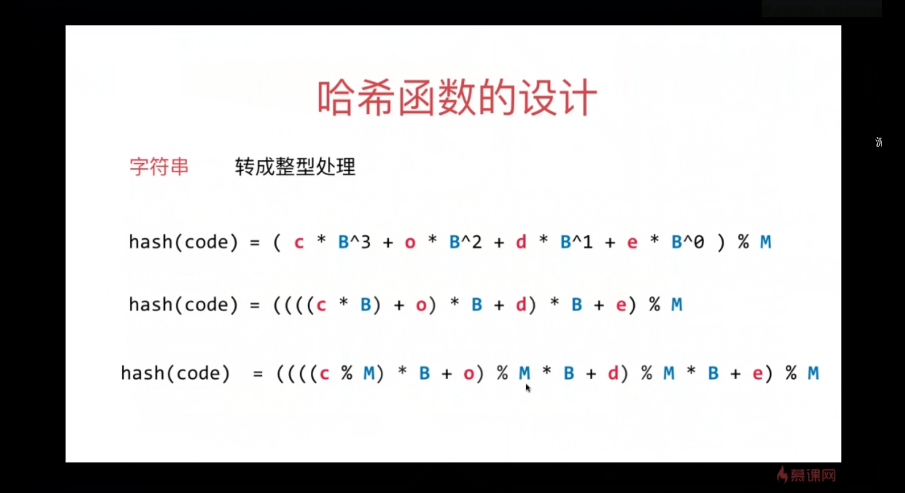 哈希函数的设计
字符串 转成整型处理
hash(code) = ( c * B^3 + o * B^2 + d * B^1 + e * B^0 ) % M
hash(code) = ((((c * B) + o) * B + d) * B + e) % M
hash(code) = ((((c % M) * B + o) % M * B + d) % M * B + e) % M
慕课网